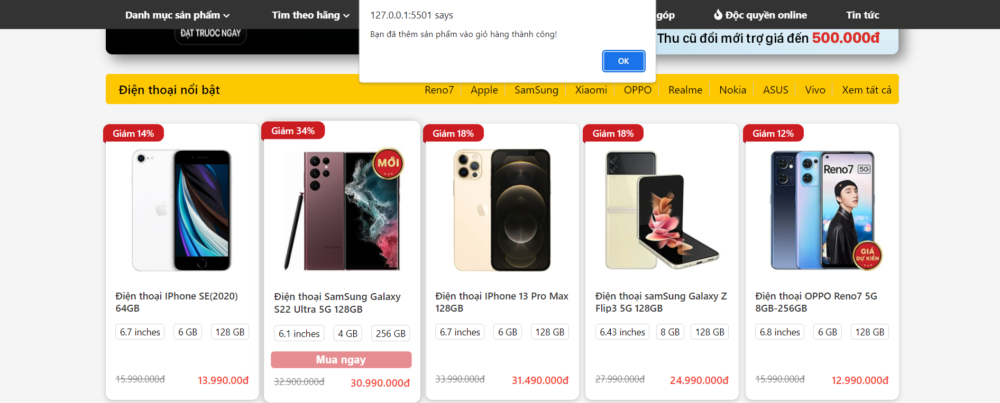 Danh mục sản phẩm
Tìm theo hãng
góp
Độc quyền online
Tin tức
127.0.0.1:5501 says
Bạn đã thêm sản phẩm vào giỏ hàng thành công!
OK
ĐẶT TRƯỚC NGAY
Thu cũ đổi mới trợ giá đến 500.000đ
Điện thoại nổi bật
Reno7
Apple
SamSung
Xiaomi
OPPO
Realme
Nokia
ASUS
Vivo
Xem tất cả
Giảm 14%
Điện thoại IPhone SE(2020)
64GB
6.7 inches
6 GB
128 GB
15.990.000đ
13.990.00đ
Giảm 34%
MỚI
SAMSUNG
Điện thoại SamSung Galaxy
S22 Ultra 5G 128GB
6.1 inches
4 GB
256 GB
Mua ngay
32.900.000đ
30.990.000đ
Giảm 18%
Điện thoại IPhone 13 Pro Max
128GB
6.7 inches
6 GB
128 GB
33.990.000đ
31.490.000đ
Giảm 18%
Điện thoại samSung Galaxy Z
Flip3 5G 128GB
6.43 inches
8 GB
128 GB
27.990.000đ
24.990.000đ
Giảm 12%
Reno7 5G
GIÁ
DỰ KIẾN
Điện thoại OPPO Reno7 5G
8GB-256GB
6.8 inches
6 GB
128 GB
15.990.000đ
12.990.000đ